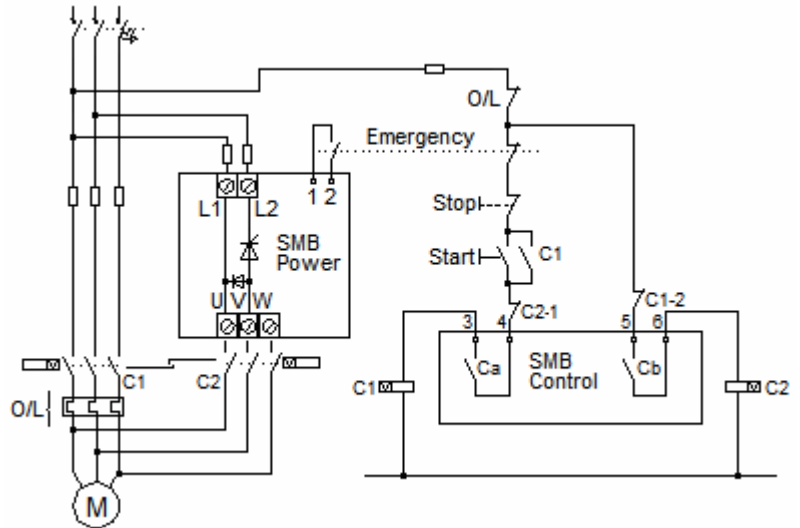 O/L
Emergency
1 2
L1 L2
Stop
SMB
Power
Start
C1
U V W
C2-1
C1-2
3 4 5 6
C1
C2
Ca
SMB
Control
Cb
C1
C2
O/L
M